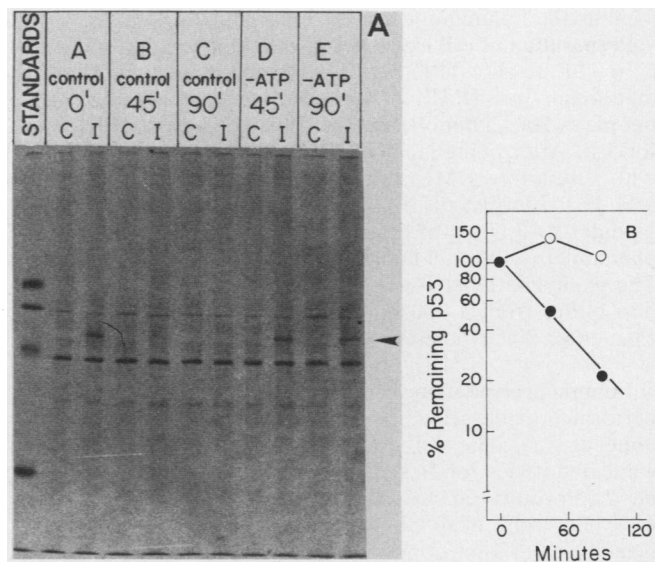 A
STANDARDS
A B C D E
control control control -ATP -ATP
0' 45' 90' 45' 90'
C I C I C I C I C I
B
150
100
80
60
40
20
10
% Remaining p53
0 60 120
Minutes